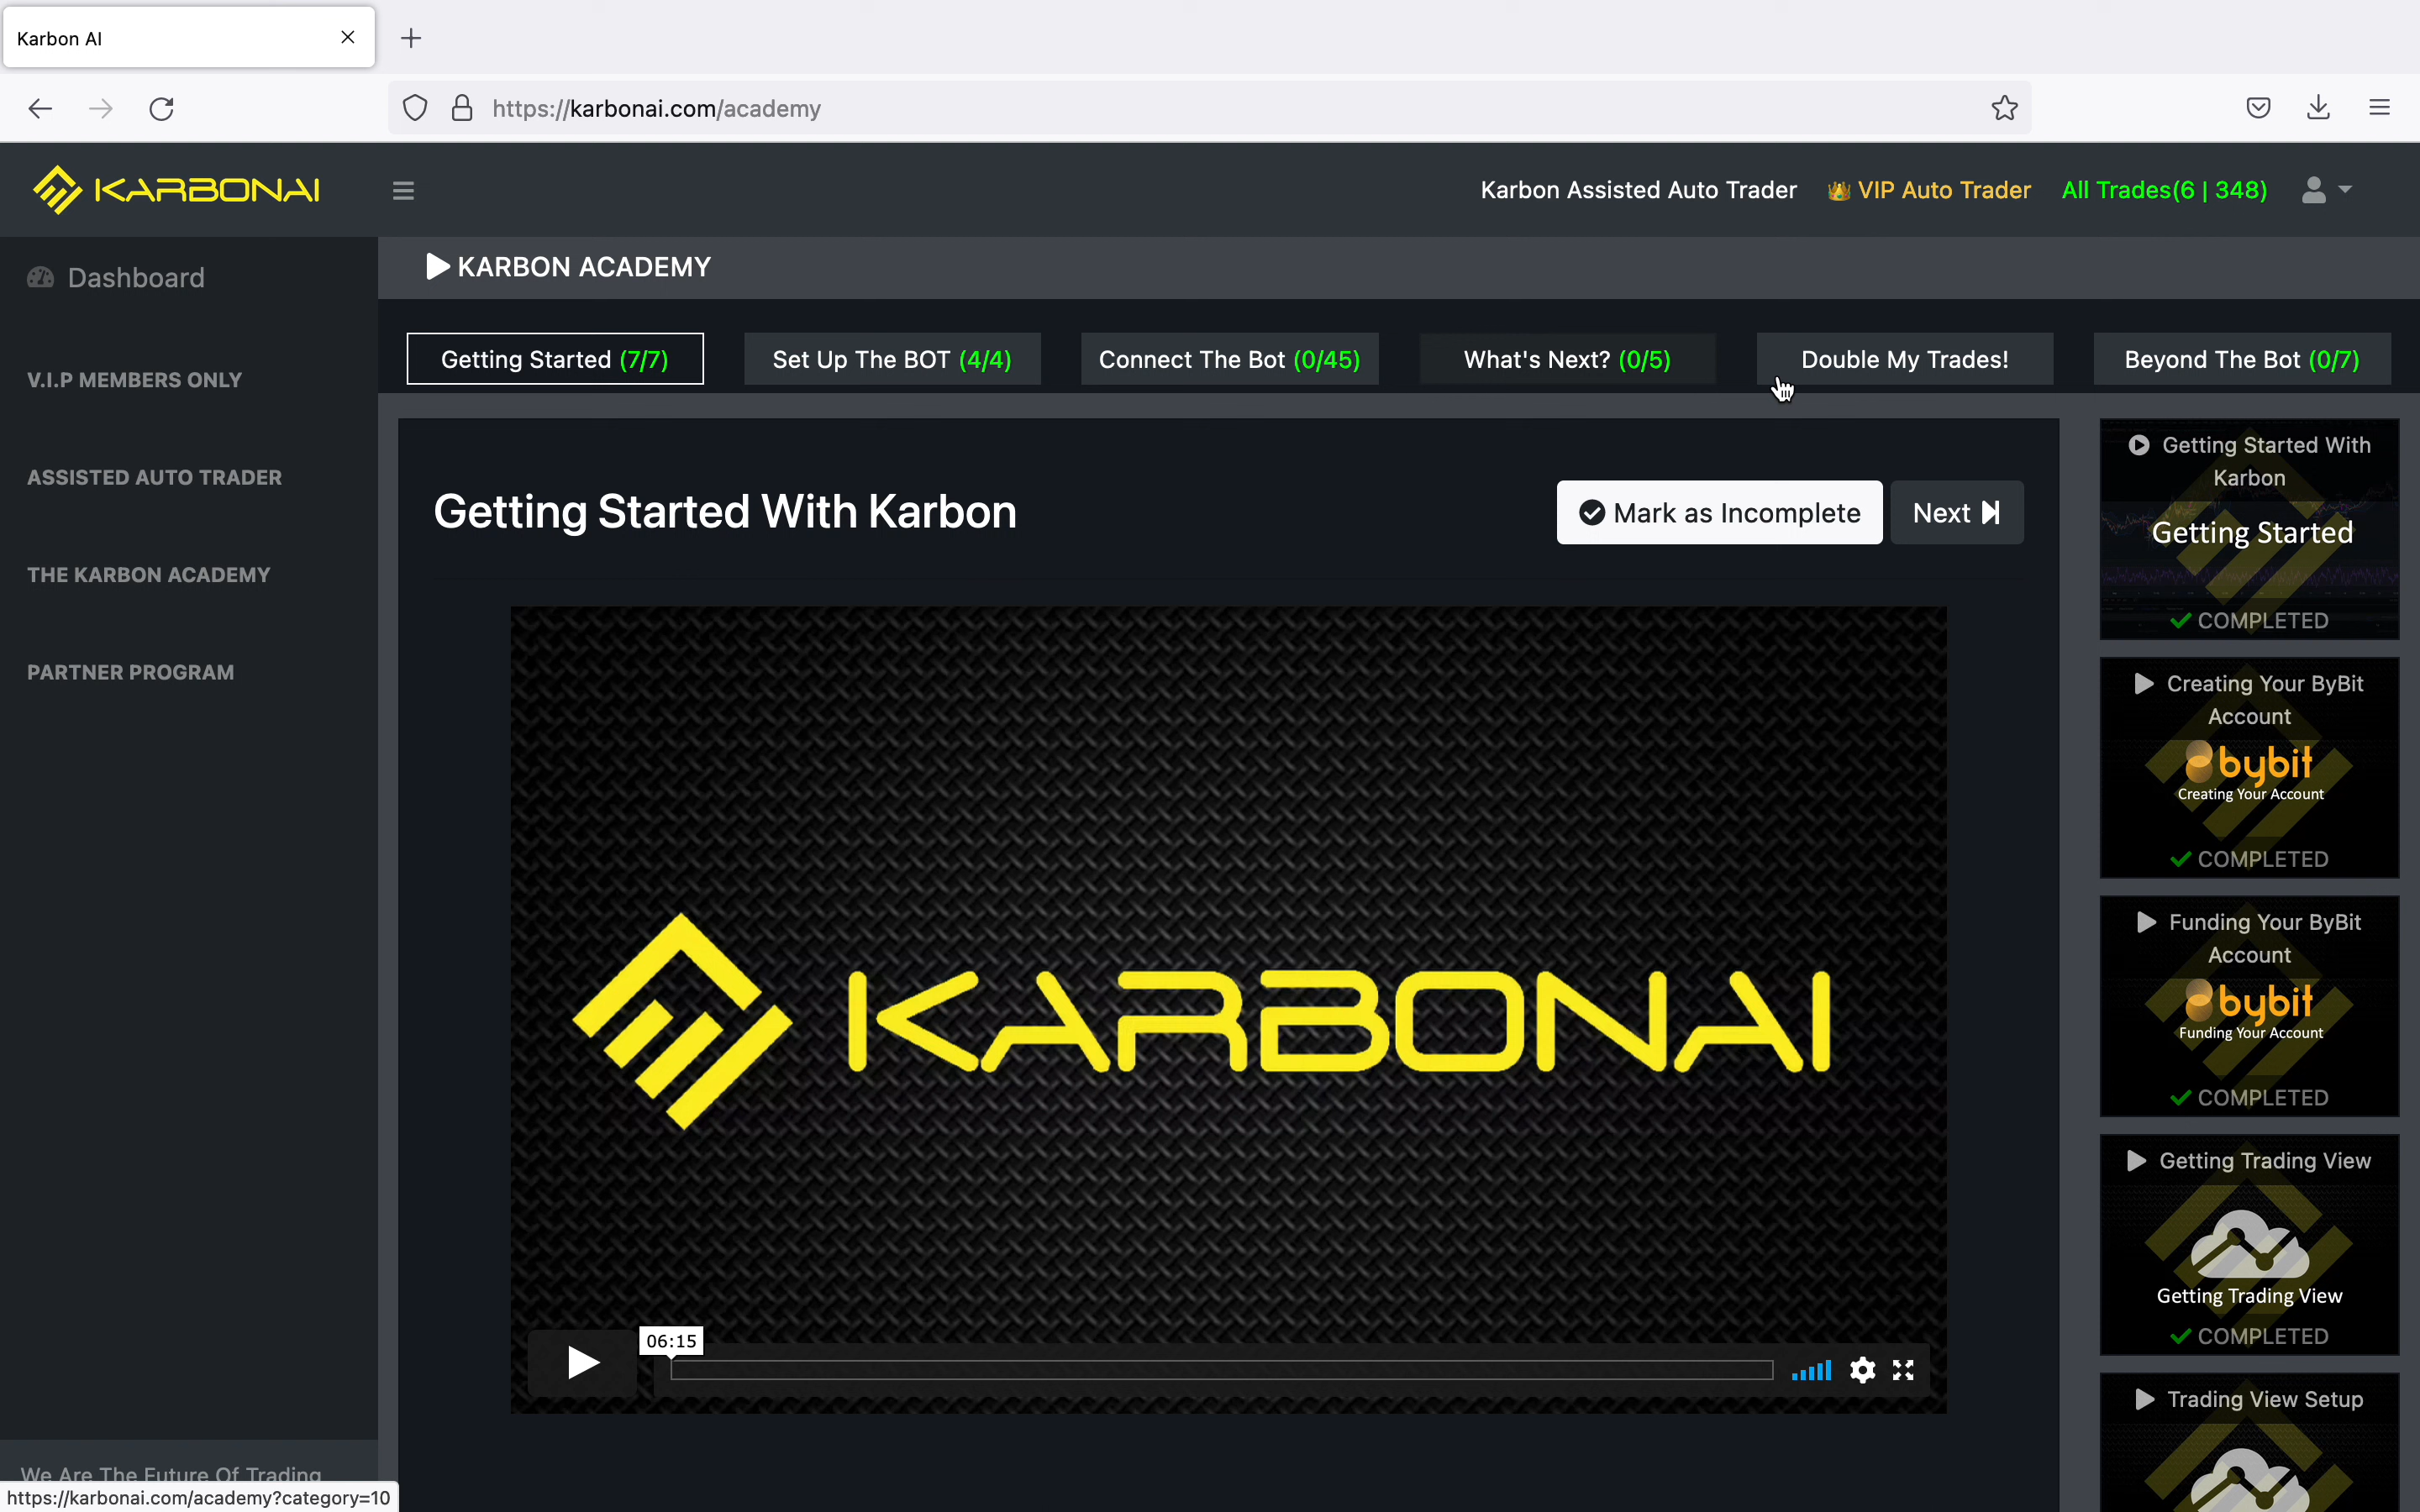 Karbon AI
https://karbonai.com/academy
KARBONAI
Karbon Assisted Auto Trader
VIP Auto Trader
All Trades(6 | 348)
Dashboard
V.I.P MEMBERS ONLY
ASSISTED AUTO TRADER
THE KARBON ACADEMY
PARTNER PROGRAM
We Are The Future Of Trading
https://karbonai.com/academy?category=10
KARBON ACADEMY
Getting Started (7/7)
Set Up The BOT (4/4)
Connect The Bot (0/45)
What's Next? (0/5)
Double My Trades!
Beyond The Bot (0/7)
Getting Started With Karbon
Mark as Incomplete
Next
KARBONAI
06:15
Getting Started With
Karbon
Getting Started
COMPLETED
Creating Your ByBit
Account
bybit
Creating Your Account
COMPLETED
Funding Your ByBit
Account
bybit
Funding Your Account
COMPLETED
Getting Trading View
Getting Trading View
COMPLETED
Trading View Setup